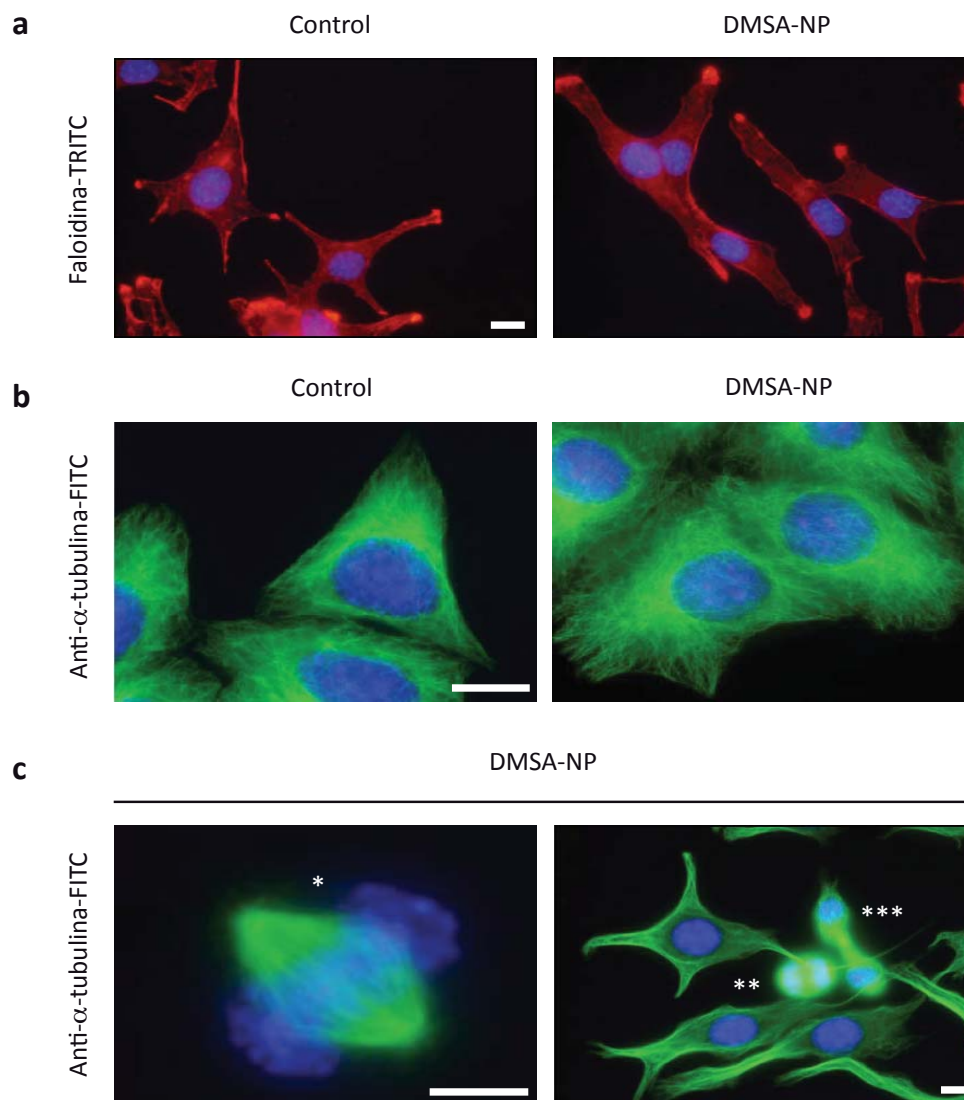 a
Control
DMSA-NP
Faloidina-TRITC
b
Control
DMSA-NP
Anti-α-tubulina-FITC
c
DMSA-NP
Anti-α-tubulina-FITC
*
**
***